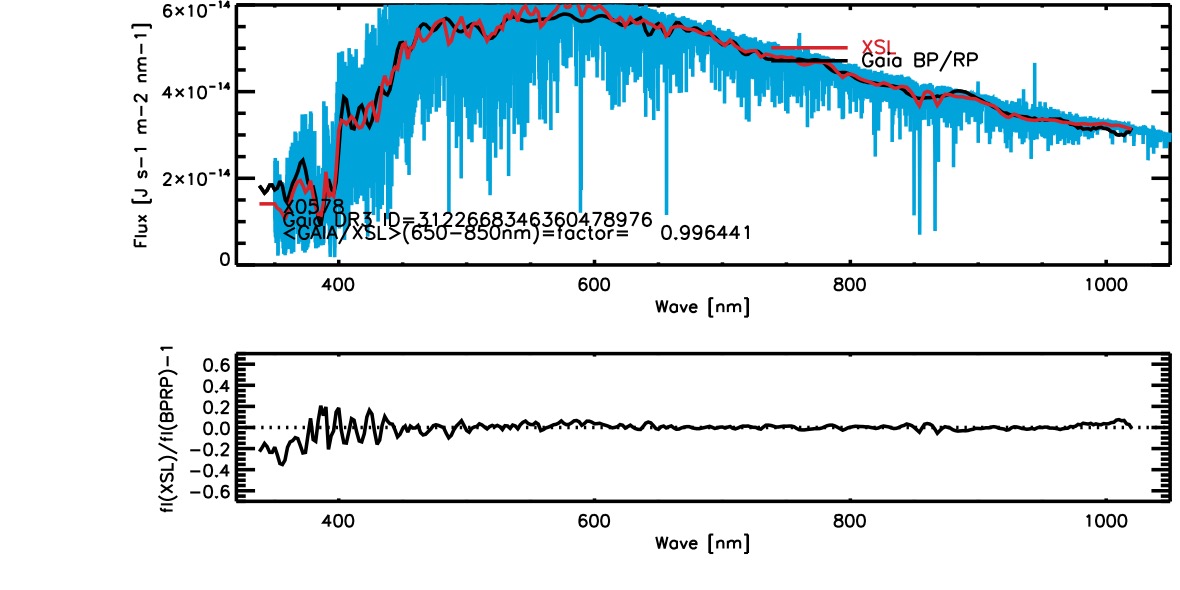 6×10−14
4×10−14
2×10−14
0
Flux [J s−1 m−2 nm−1]
XSL
Gaia BP/RP
X0578
Gaia DR3 ID=3122668346360478976
<GAIA/XSL>(650−850nm)=factor= 0.996441
400 600 800 1000
Wave [nm]
fl(XSL)/fl(BPRP)−1
0.6
0.4
0.2
0.0
−0.2
−0.4
−0.6
400 600 800 1000
Wave [nm]